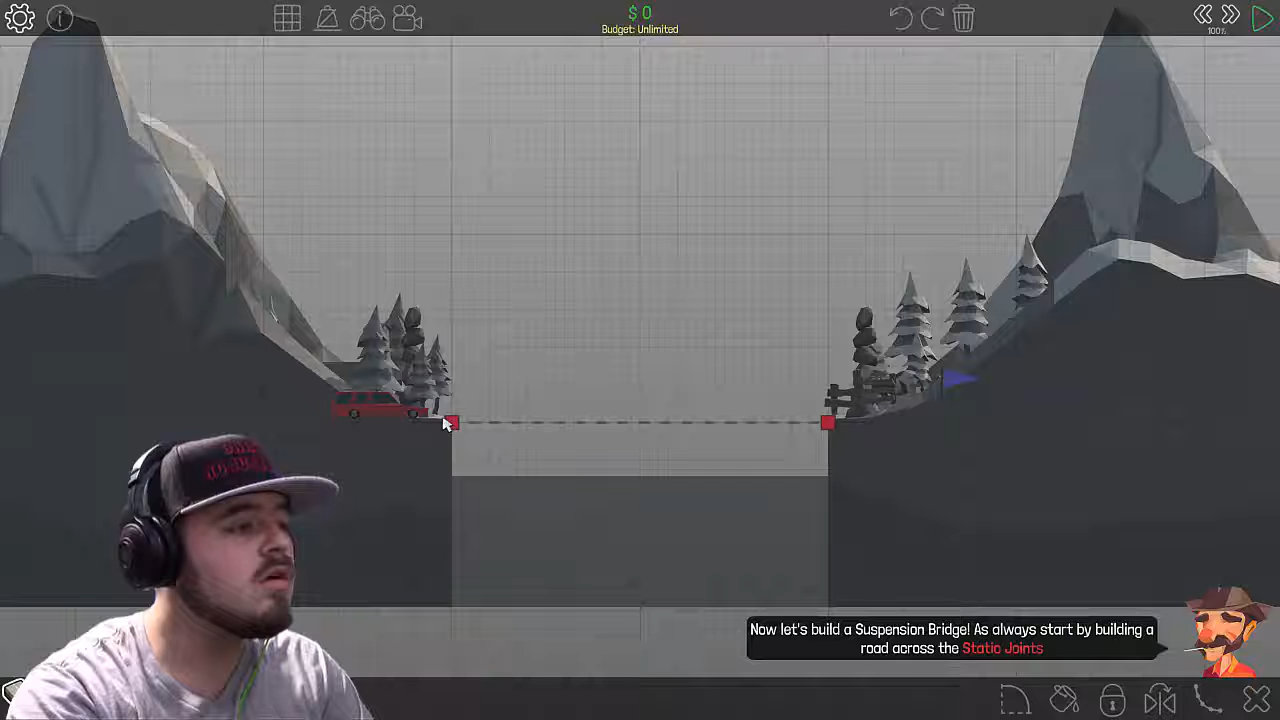 $ 0
Budget: Unlimited
100%
Now let's build a Suspension Bridge! As always start by building a
road across the Static Joints